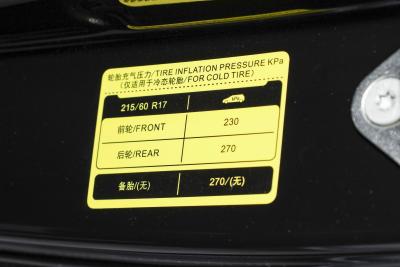 轮胎充气压力/TIRE INFLATION PRESSURE KPa
(仅适用于冷态轮胎/FOR COLD TIRE)
215/60 R17
前轮/FRONT 230
后轮/REAR 270
备胎/(无) 270/(无)